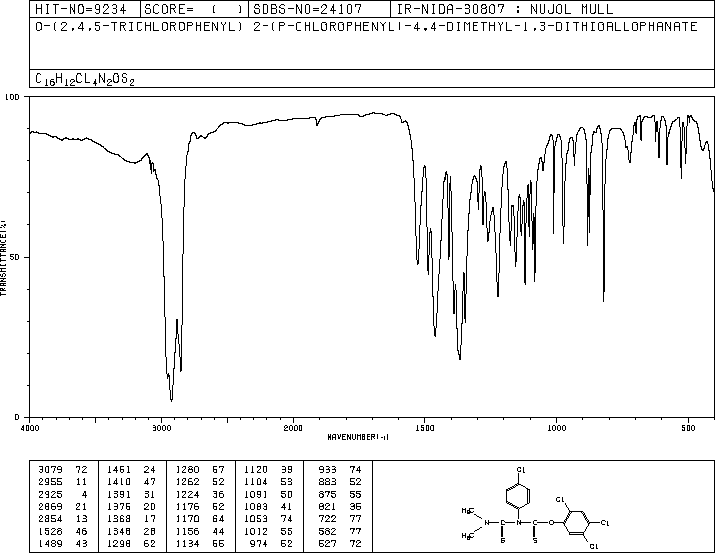 HIT-NO=9234 SCORE= ( ) SDBS-NO=24107 IR-NIDA-30807 : NUJOL MULL
O-(2,4,5-TRICHLOROPHENYL) 2-(P-CHLOROPHENYL)-4,4-DIMETHYL-1,3-DITHIOALLOPHANATE
C16H12CL4N2OS2
100
50
0
TRANSMITTANCE(%)
4000 3000 2000 1500 1000 500
WAVENUMBER(-1)
3079 72 1461 24 1280 57 1120 39 933 74
2955 11 1410 47 1262 52 1104 53 883 52
2925 4 1391 31 1224 36 1091 50 875 55
2869 21 1376 20 1176 52 1083 41 821 35
2854 13 1368 17 1170 64 1053 74 722 77
1528 46 1348 28 1156 44 1012 55 582 77
1489 43 1298 62 1134 55 974 52 527 72
Cl
Cl
H3C
N C N C O
H3C
S S
Cl
Cl